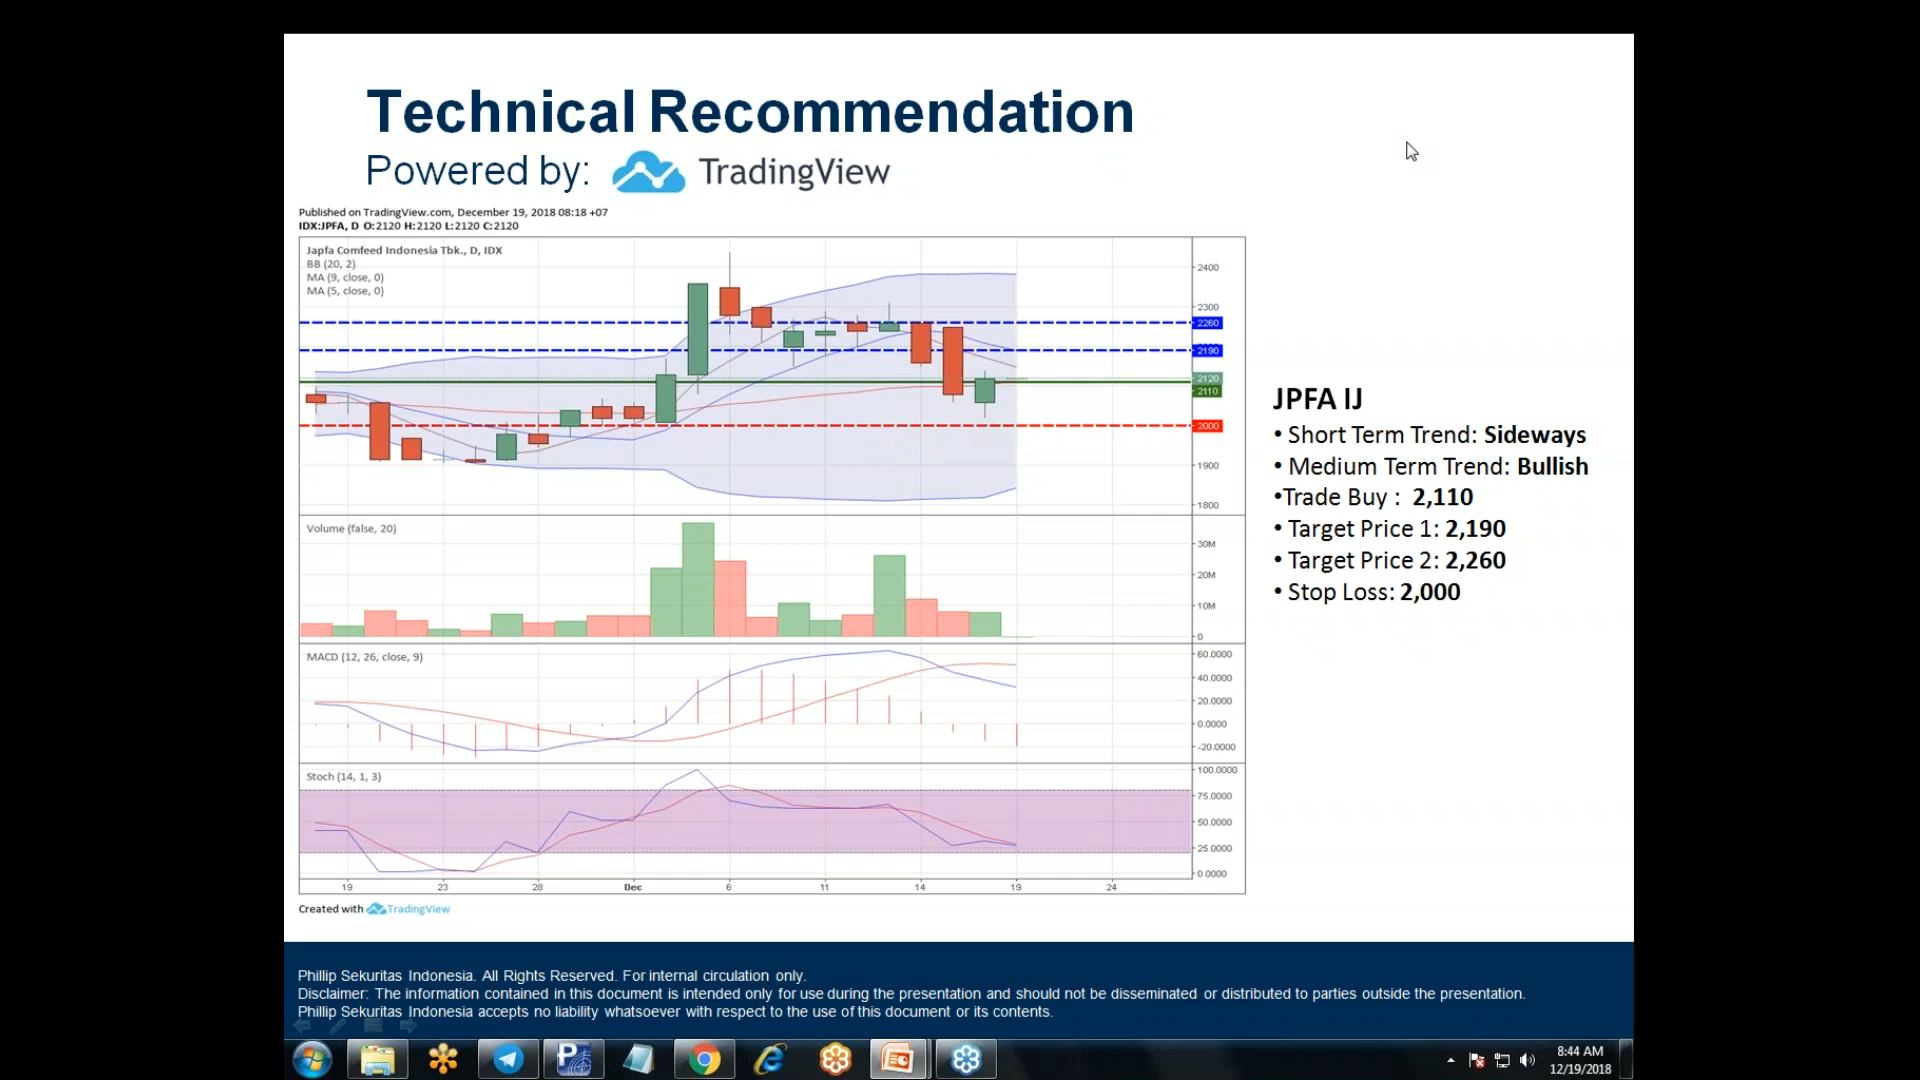 Technical Recommendation
Powered by: TradingView
Published on TradingView.com, December 19, 2018 08:18 +07
IDX:JPFA, D O:2120 H:2120 L:2120 C:2120
Japfa Comfeed Indonesia Tbk., D, IDX
BB (20, 2)
MA (9, close, 0)
MA (5, close, 0)
2400
2300
2260
2190
2120
2110
2000
1900
1800
Volume (false, 20)
30M
20M
10M
0
MACD (12, 26, close, 9)
60.0000
40.0000
20.0000
0.0000
-20.0000
Stoch (14, 1, 3)
100.0000
75.0000
50.0000
25.0000
0.0000
19 23 28 Dec 6 11 14 19 24
Created with TradingView
JPFA IJ
• Short Term Trend: Sideways
• Medium Term Trend: Bullish
•Trade Buy : 2,110
• Target Price 1: 2,190
• Target Price 2: 2,260
• Stop Loss: 2,000
Phillip Sekuritas Indonesia. All Rights Reserved. For internal circulation only.
Disclaimer: The information contained in this document is intended only for use during the presentation and should not be disseminated or distributed to parties outside the presentation.
Phillip Sekuritas Indonesia accepts no liability whatsoever with respect to the use of this document or its contents.
8:44 AM
12/19/2018